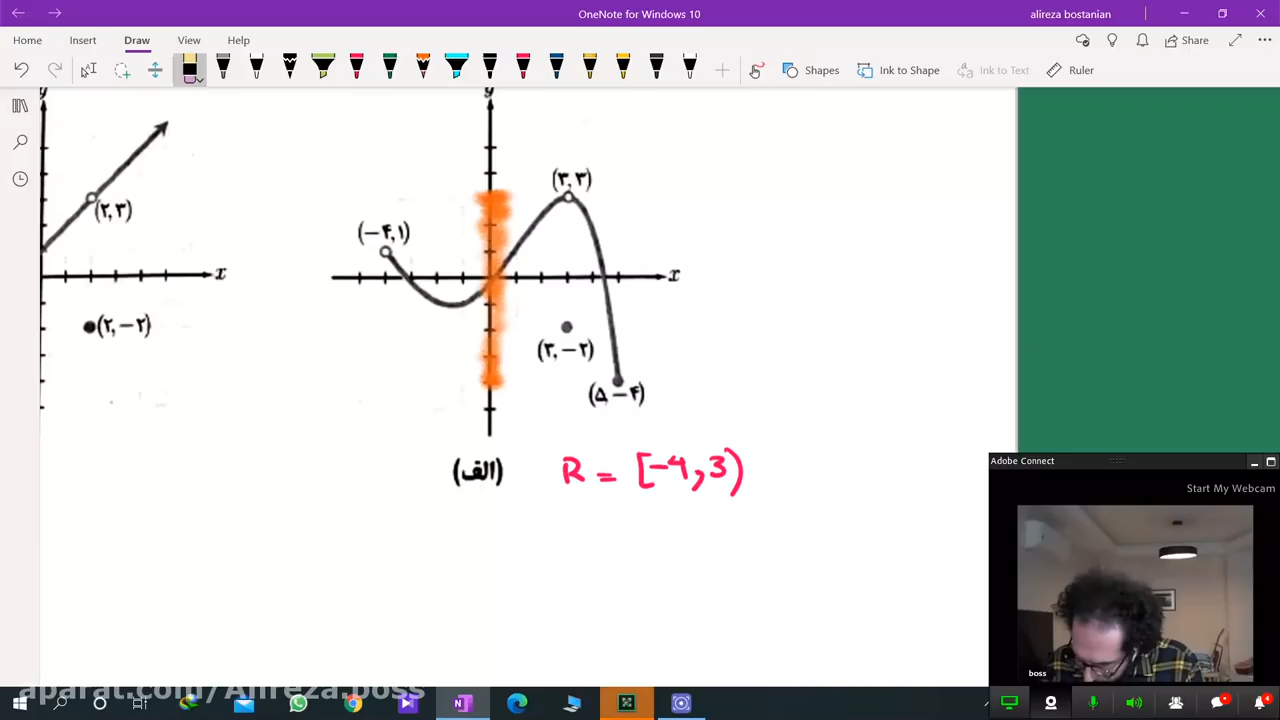 OneNote for Windows 10
alireza bostanian
Home Insert Draw View Help
Share
Shapes Ink to Shape Ink to Text Ruler
y
y
(۳,۳)
(۲,۳)
(−۴,۱)
x
x
(۲,−۲)
(۳,−۲)
(۵ −۴)
(الف)
R = [-4,3)
Adobe Connect
Start My Webcam
boss
aparat.com/Alireza.boss
4